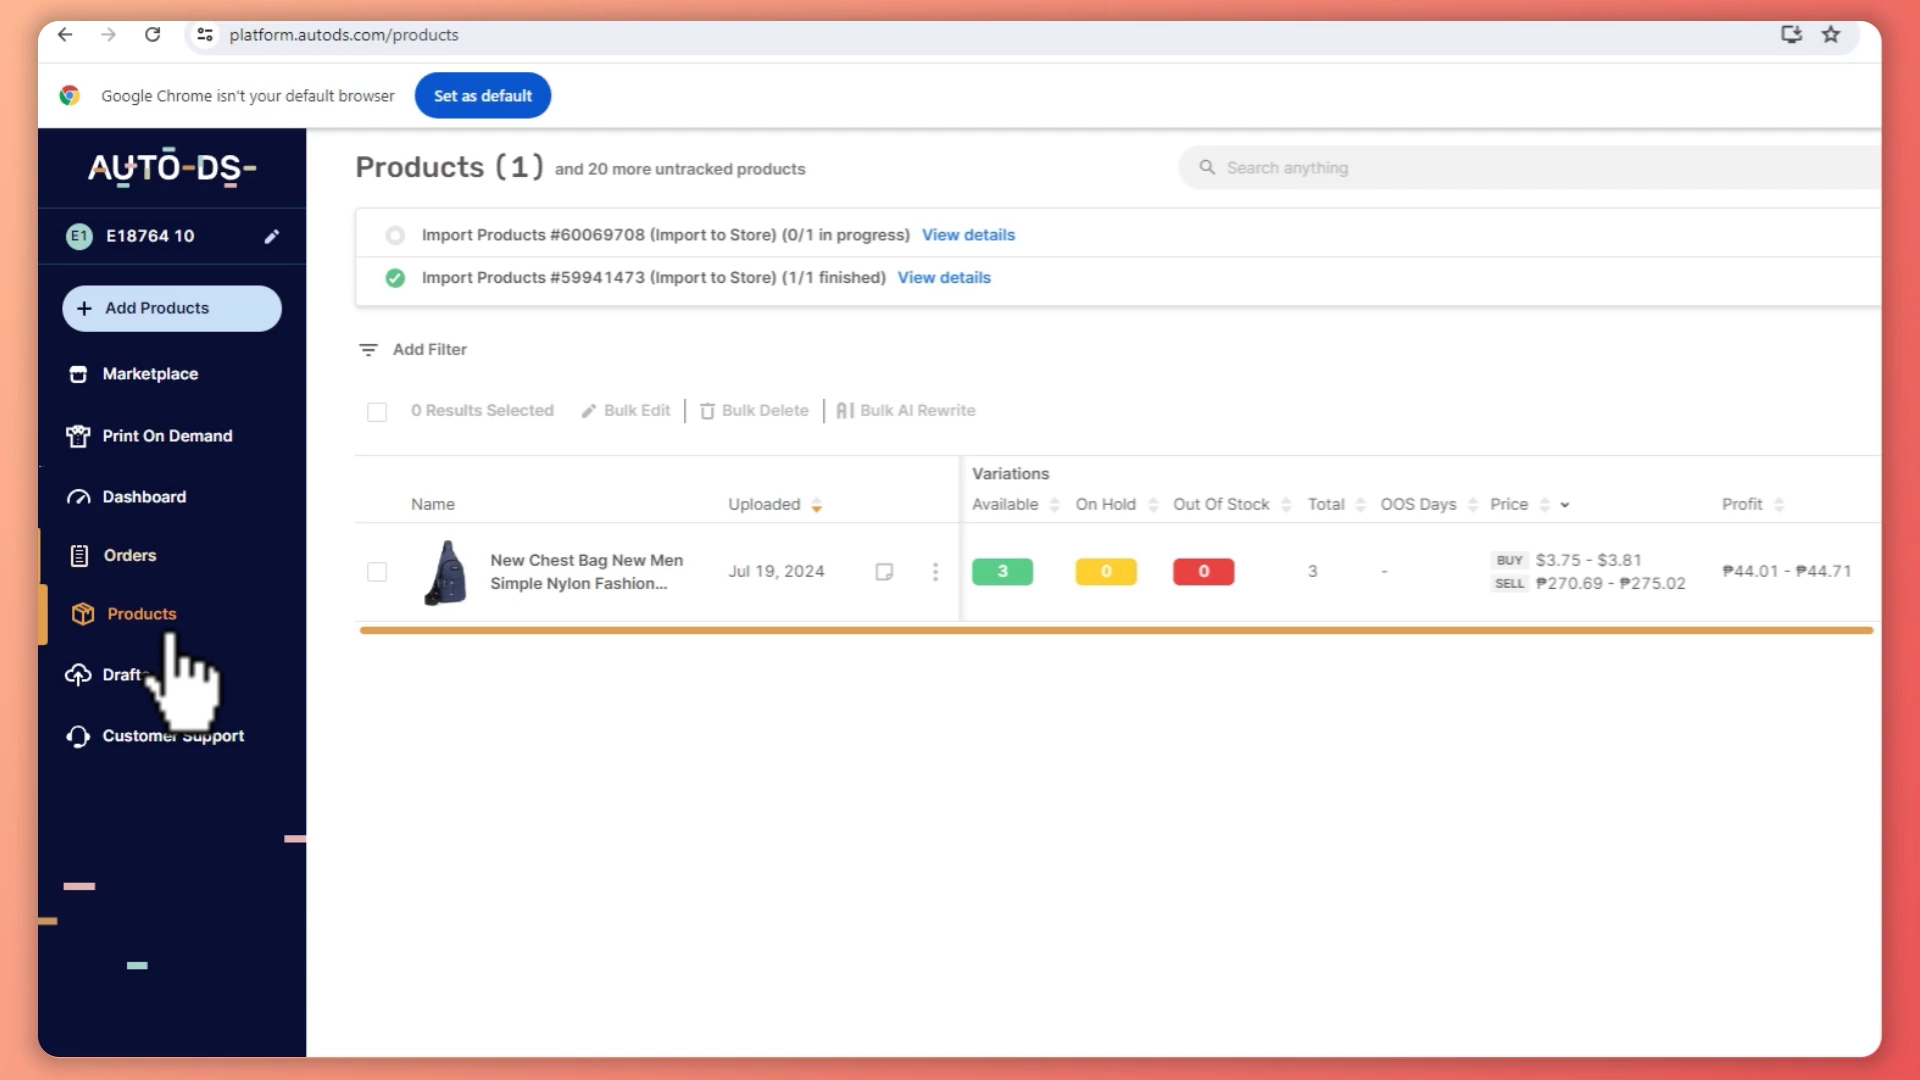 platform.autods.com/products
Google Chrome isn't your default browser
Set as default
AUTO-DS-
Products (1) and 20 more untracked products
Search anything
E1 E18764 10
Import Products #60069708 (Import to Store) (0/1 in progress) View details
Import Products #59941473 (Import to Store) (1/1 finished) View details
+ Add Products
Add Filter
Marketplace
0 Results Selected Bulk Edit | Bulk Delete | AI Bulk AI Rewrite
Print On Demand
Variations
Dashboard
Name Uploaded Available On Hold Out Of Stock Total OOS Days Price Profit
Orders
New Chest Bag New Men
Simple Nylon Fashion...
Jul 19, 2024
3 0 0 3 -
BUY $3.75 - $3.81
SELL ₱270.69 - ₱275.02
₱44.01 - ₱44.71
Products
Draft
Customer Support